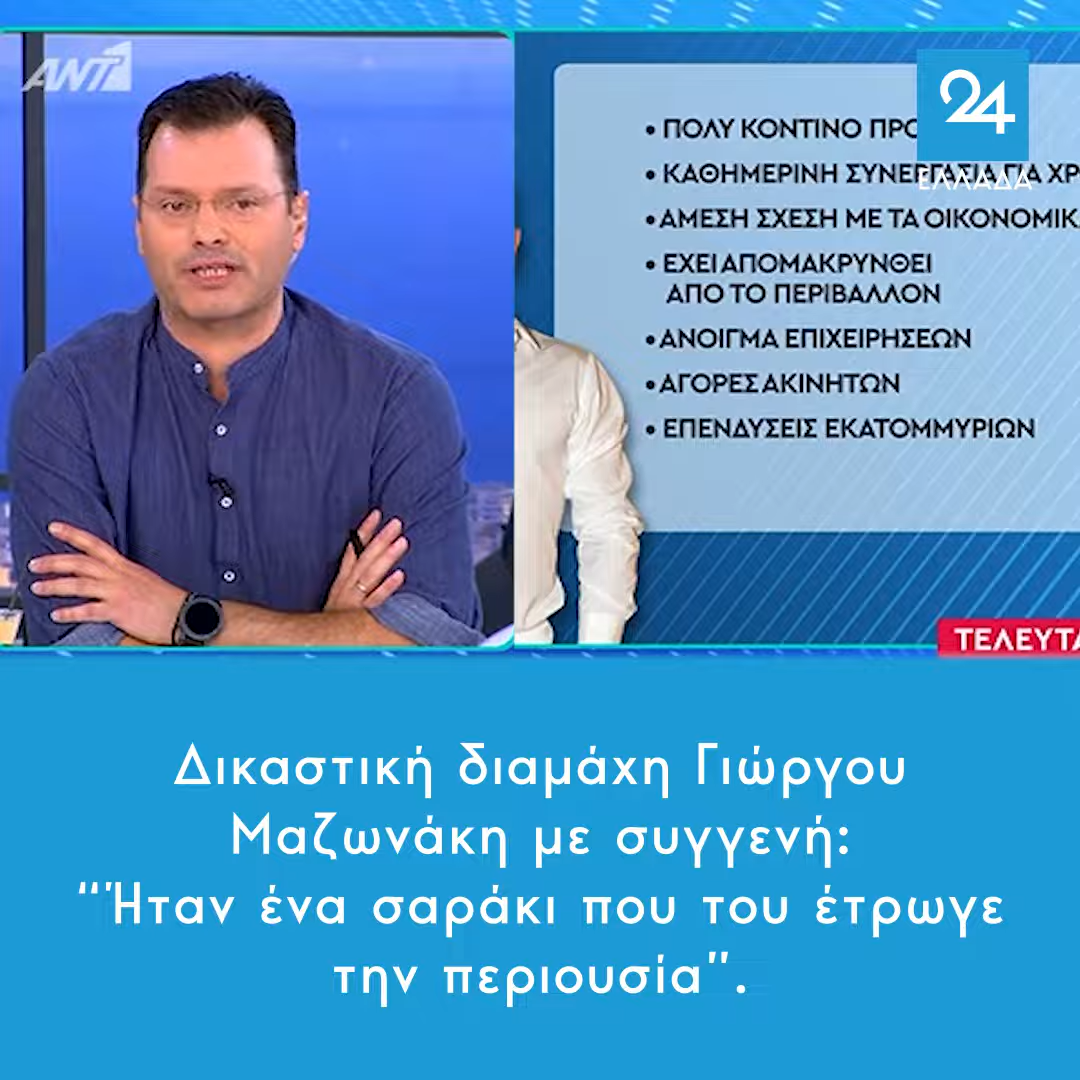 ANT1
24
ΕΛΛΑΔΑ
• ΠΟΛΥ ΚΟΝΤΙΝΟ
• ΚΑΘΗΜΕΡΙΝΗ ΣΥΝΕΡΓΑΣΙΑ ΓΙΑ
• ΑΜΕΣΗ ΣΧΕΣΗ ΜΕ ΤΑ
• ΕΧΕΙ ΑΠΟΜΑΚΡΥΝΘΕΙ
ΑΠΟ ΤΟ ΠΕΡΙΒΑΛΛΟΝ
• ΑΝΟΙΓΜΑ ΕΠΙΧΕΙΡΗΣΕΩΝ
• ΑΓΟΡΕΣ ΑΚΙΝΗΤΩΝ
• ΕΠΕΝΔΥΣΕΙΣ ΕΚΑΤΟΜΜΥΡΙΩΝ
Δικαστική διαμάχη Γιώργου
Μαζωνάκη με συγγενή:
“Ήταν ένα σαράκι που του έτρωγε
την περιουσία”.